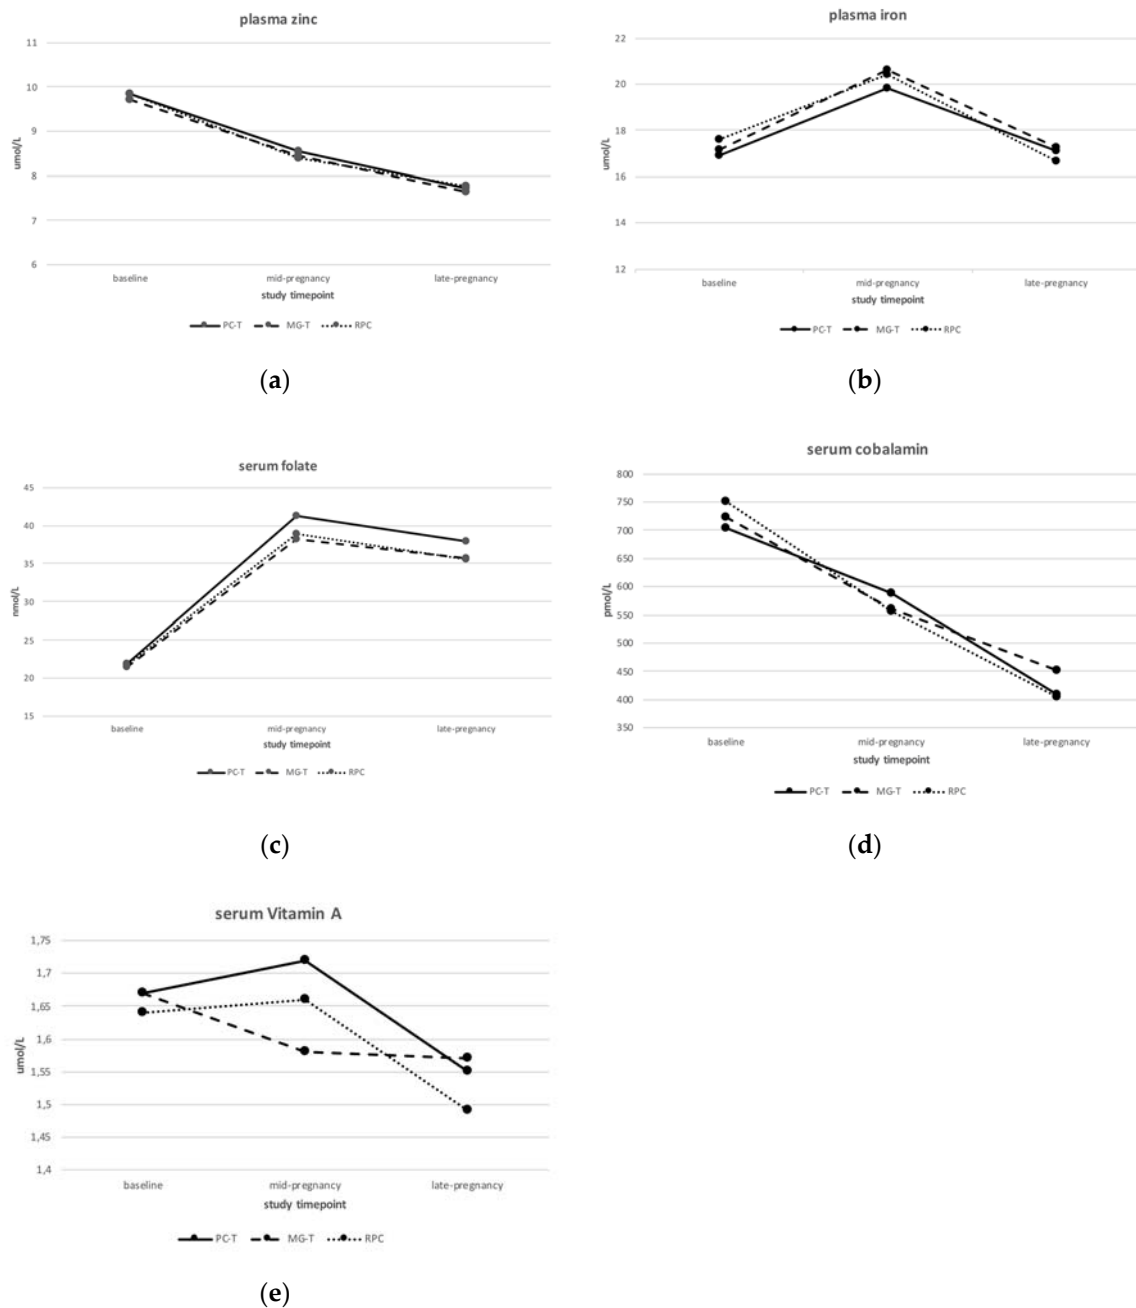 plasma zinc
11
10
9
8
7
6
umol/L
baseline mid-pregnancy late-pregnancy
study timepoint
PC-T MG-T RPC
(a)
plasma iron
22
20
18
16
14
12
umol/L
baseline mid-pregnancy late-pregnancy
study timepoint
PC-T MG-T RPC
(b)
serum folate
45
40
35
30
25
20
15
nmol/L
baseline mid-pregnancy late-pregnancy
study timepoint
PC-T MG-T RPC
(c)
serum cobalamin
800
750
700
650
600
550
500
450
400
350
pmol/L
baseline mid-pregnancy late-pregnancy
study timepoint
PC-T MG-T RPC
(d)
serum Vitamin A
1,75
1,7
1,65
1,6
1,55
1,5
1,45
1,4
umol/L
baseline mid-pregnancy late-pregnancy
study timepoint
PC-T MG-T RPC
(e)